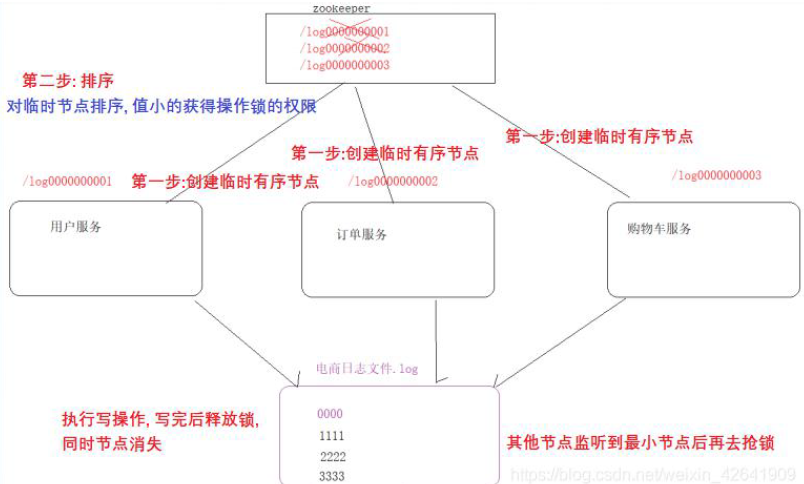 zookeeper
/log0000000001
/log0000000002
/log0000000003
第二步: 排序
对临时节点排序, 值小的获得操作锁的权限
第一步:创建临时有序节点
第一步:创建临时有序节点
/log0000000001
第一步:创建临时有序节点
/log0000000002
/log0000000003
用户服务
订单服务
购物车服务
电商日志文件.log
0000
1111
2222
3333
执行写操作, 写完后释放锁,
同时节点消失
其他节点监听到最小节点后再去抢锁
https://blog.csdn.net/weixin_42641909